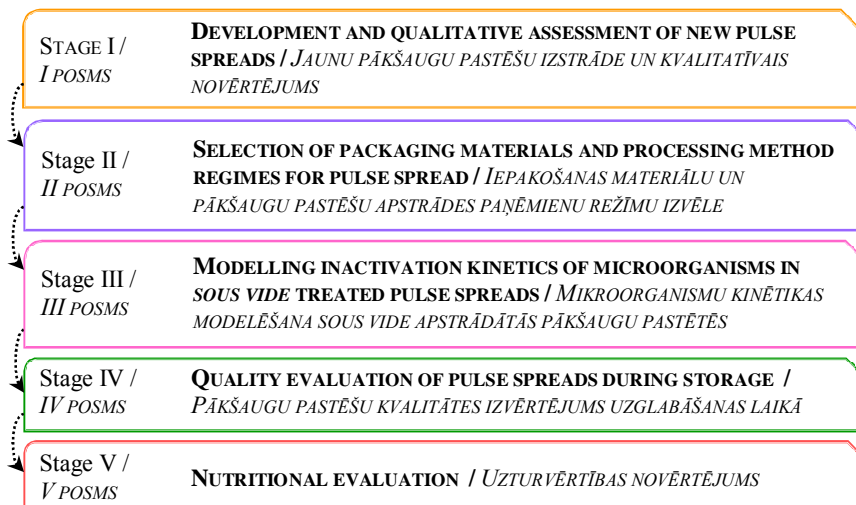 STAGE I /
I POSMS
DEVELOPMENT AND QUALITATIVE ASSESSMENT OF NEW PULSE
SPREADS / JAUNU PĀKŠAUGU PASTĒŠU IZSTRĀDE UN KVALITATĪVAIS
NOVĒRTĒJUMS
Stage II /
II POSMS
SELECTION OF PACKAGING MATERIALS AND PROCESSING METHOD
REGIMES FOR PULSE SPREAD / IEPAKOŠANAS MATERIĀLU UN
PĀKŠAUGU PASTĒŠU APSTRĀDES PAŅĒMIENU REŽĪMU IZVĒLE
Stage III /
III POSMS
MODELLING INACTIVATION KINETICS OF MICROORGANISMS IN
SOUS VIDE TREATED PULSE SPREADS / MIKROORGANISMU KINĒTIKAS
MODELĒŠANA SOUS VIDE APSTRĀDĀTĀS PĀKŠAUGU PASTĒTĒS
Stage IV /
IV POSMS
QUALITY EVALUATION OF PULSE SPREADS DURING STORAGE /
PĀKŠAUGU PASTĒŠU KVALITĀTES IZVĒRTĒJUMS UZGLABĀŠANAS LAIKĀ
Stage V /
V POSMS
NUTRITIONAL EVALUATION / UZTURVĒRTĪBAS NOVĒRTĒJUMS